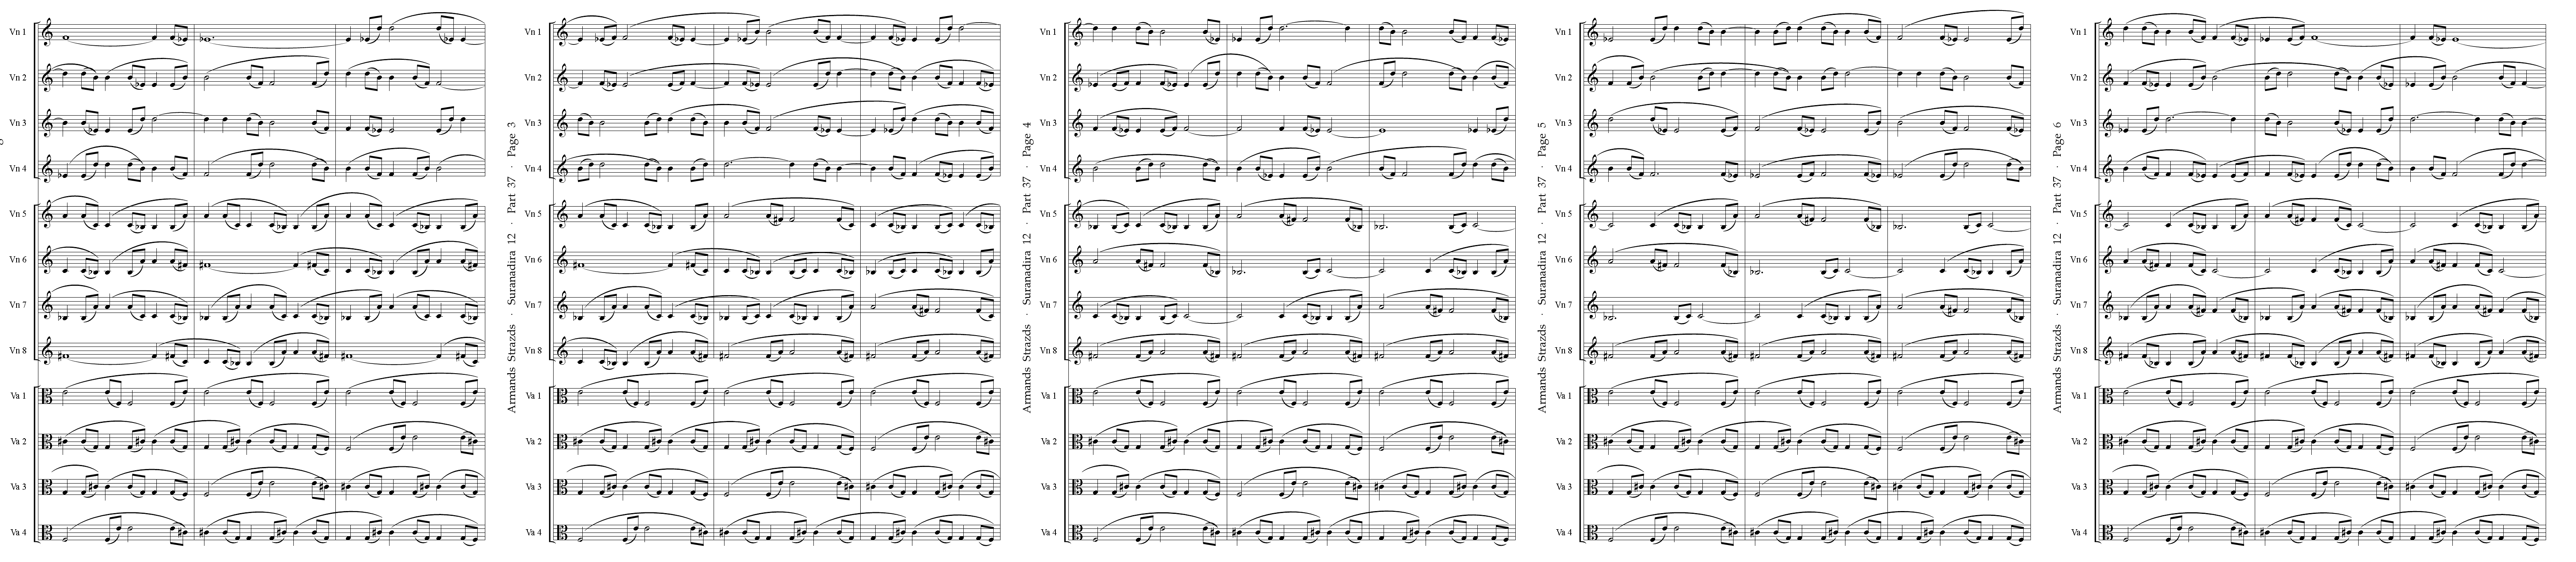 Vn 1
Vn 2
Vn 3
Vn 4
Vn 5
Vn 6
Vn 7
Vn 8
Va 1
Va 2
Va 3
Va 4
Armands Strazds · Suranadira 12 · Part 37 · Page 3
Vn 1
Vn 2
Vn 3
Vn 4
Vn 5
Vn 6
Vn 7
Vn 8
Va 1
Va 2
Va 3
Va 4
Armands Strazds · Suranadira 12 · Part 37 · Page 4
Vn 1
Vn 2
Vn 3
Vn 4
Vn 5
Vn 6
Vn 7
Vn 8
Va 1
Va 2
Va 3
Va 4
Armands Strazds · Suranadira 12 · Part 37 · Page 5
Vn 1
Vn 2
Vn 3
Vn 4
Vn 5
Vn 6
Vn 7
Vn 8
Va 1
Va 2
Va 3
Va 4
Armands Strazds · Suranadira 12 · Part 37 · Page 6
Vn 1
Vn 2
Vn 3
Vn 4
Vn 5
Vn 6
Vn 7
Vn 8
Va 1
Va 2
Va 3
Va 4